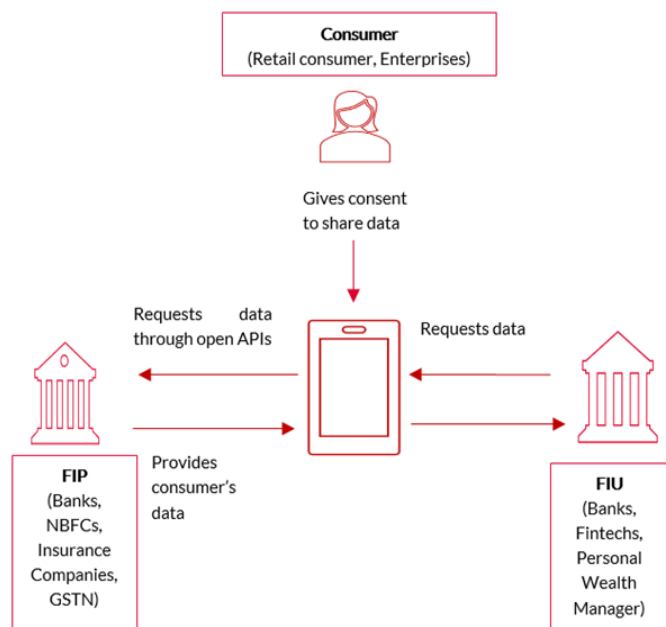 Consumer
(Retail consumer, Enterprises)
Gives consent
to share data
Requests data
through open APIs
Requests data
Provides
consumer's
data
FIP
(Banks,
NBFCs,
Insurance
Companies,
GSTN)
FIU
(Banks,
Fintechs,
Personal
Wealth
Manager)